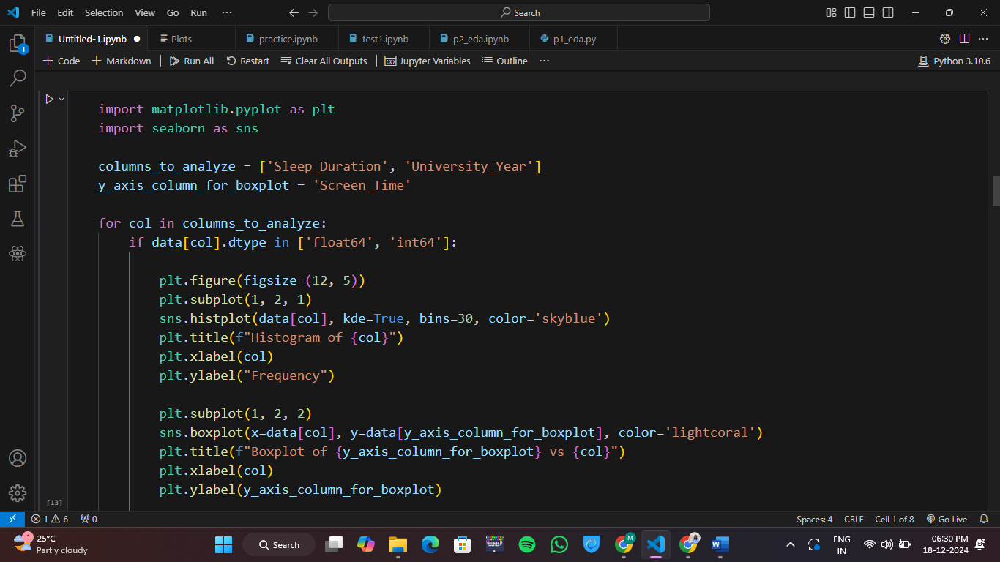 File Edit Selection View Go Run ··· Search
Untitled-1.ipynb Plots practice.ipynb test1.ipynb p2_eda.ipynb p1_eda.py
+ Code + Markdown Run All Restart Clear All Outputs Jupyter Variables Outline ··· Python 3.10.6
1
import matplotlib.pyplot as plt
import seaborn as sns
columns_to_analyze = ['Sleep_Duration', 'University_Year']
y_axis_column_for_boxplot = 'Screen_Time'
for col in columns_to_analyze:
    if data[col].dtype in ['float64', 'int64']:
        plt.figure(figsize=(12, 5))
        plt.subplot(1, 2, 1)
        sns.histplot(data[col], kde=True, bins=30, color='skyblue')
        plt.title(f"Histogram of {col}")
        plt.xlabel(col)
        plt.ylabel("Frequency")
        plt.subplot(1, 2, 2)
        sns.boxplot(x=data[col], y=data[y_axis_column_for_boxplot], color='lightcoral')
        plt.title(f"Boxplot of {y_axis_column_for_boxplot} vs {col}")
        plt.xlabel(col)
        plt.ylabel(y_axis_column_for_boxplot)
[13]
1 6 0 Spaces: 4 CRLF Cell 1 of 8 Go Live
1
25°C
Partly cloudy
Search
M
W
ENG
IN
06:30 PM
18-12-2024